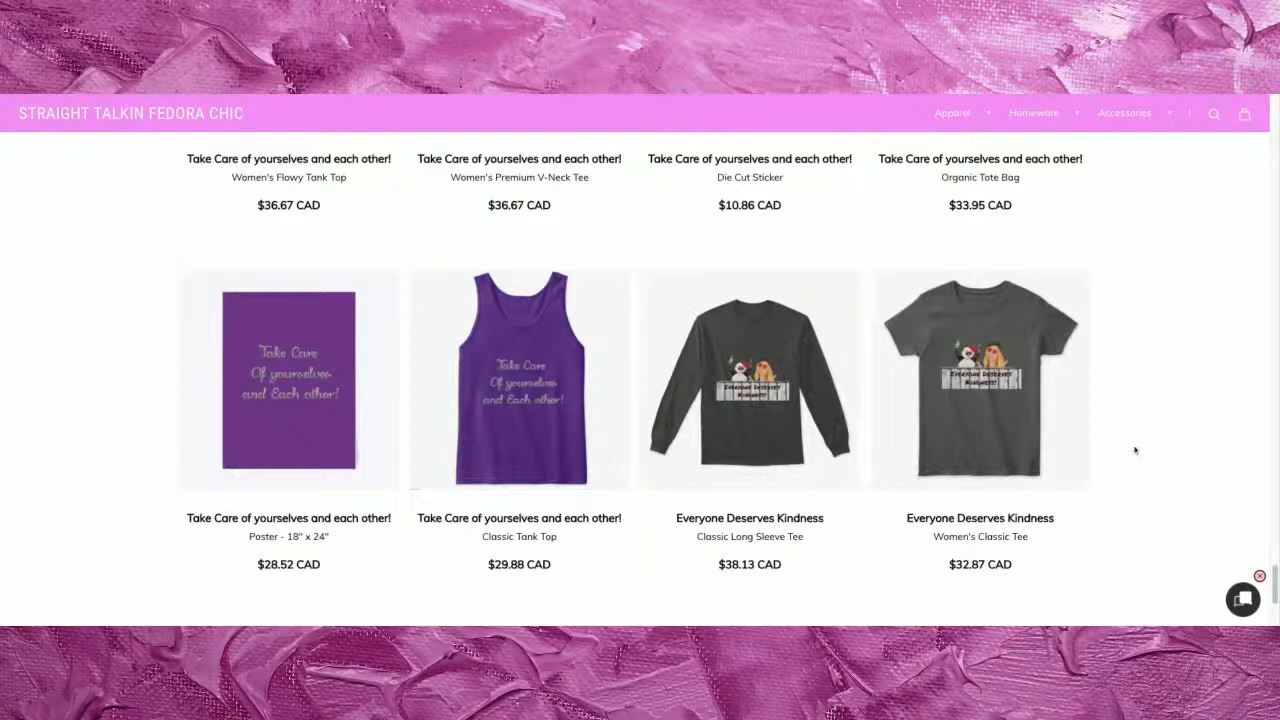 STRAIGHT TALKIN FEDORA CHIC
Apparel
Homeware
Accessories
Take Care of yourselves and each other!
Women's Flowy Tank Top
$36.67 CAD
Take Care of yourselves and each other!
Women's Premium V-Neck Tee
$36.67 CAD
Take Care of yourselves and each other!
Die Cut Sticker
$10.86 CAD
Take Care of yourselves and each other!
Organic Tote Bag
$33.95 CAD
Take Care
Of yourselves
and Each other!
Take Care of yourselves and each other!
Poster - 18" x 24"
$28.52 CAD
Take Care
Of yourselves
and Each other!
Take Care of yourselves and each other!
Classic Tank Top
$29.88 CAD
Everyone Deserves
Kindness!
Everyone Deserves Kindness
Classic Long Sleeve Tee
$38.13 CAD
Everyone Deserves
Kindness!
Everyone Deserves Kindness
Women's Classic Tee
$32.87 CAD